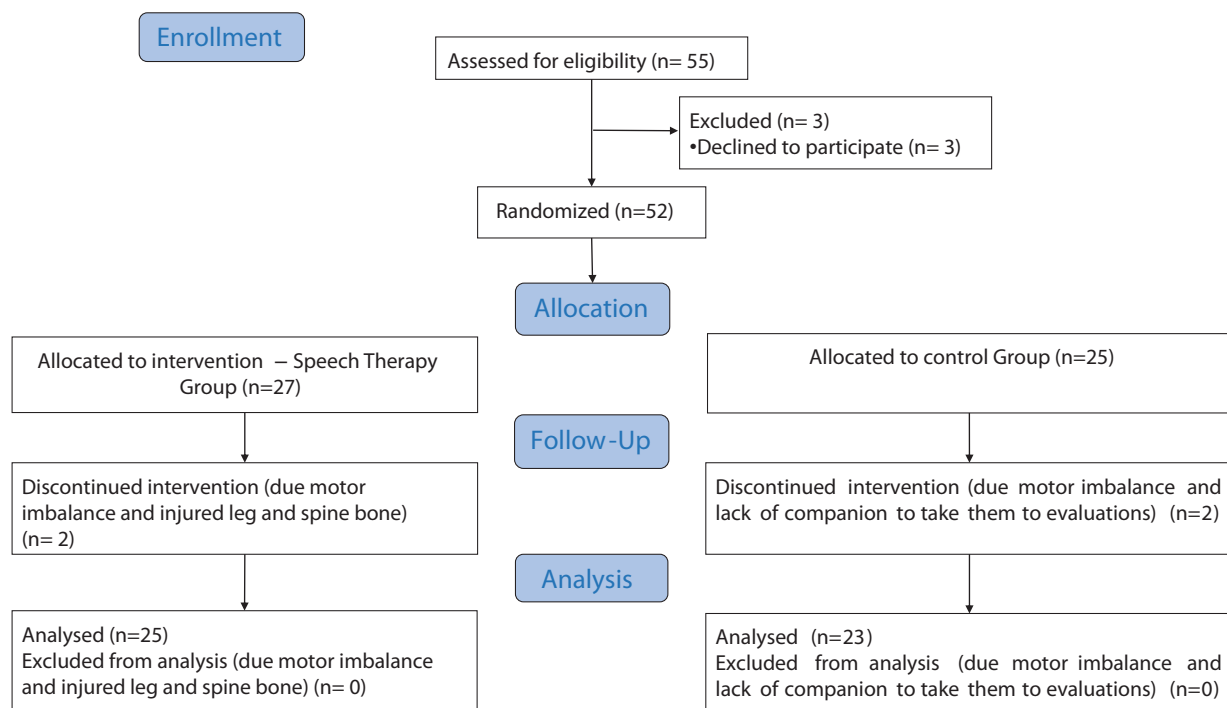 Enrollment
Assessed for eligibility (n= 55)
Excluded (n= 3)
•Declined to participate (n= 3)
Randomized (n=52)
Allocation
Allocated to intervention – Speech Therapy
Group (n=27)
Allocated to control Group (n=25)
Follow-Up
Discontinued intervention (due motor
imbalance and injured leg and spine bone)
(n= 2)
Discontinued intervention (due motor imbalance and
lack of companion to take them to evaluations) (n=2)
Analysis
Analysed (n=25)
Excluded from analysis (due motor imbalance
and injured leg and spine bone) (n= 0)
Analysed (n=23)
Excluded from analysis (due motor imbalance and
lack of companion to take them to evaluations) (n=0)